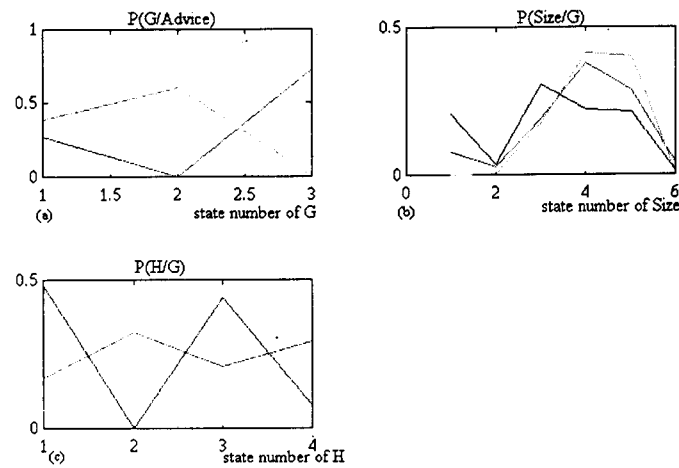 P(G/Advice)
1
0.5
0
1 1.5 2 2.5 3
(a) state number of G
P(Size/G)
0.5
0
0 2 4 6
(b) state number of Size
P(H/G)
0.5
0
1 2 3 4
(c) state number of H